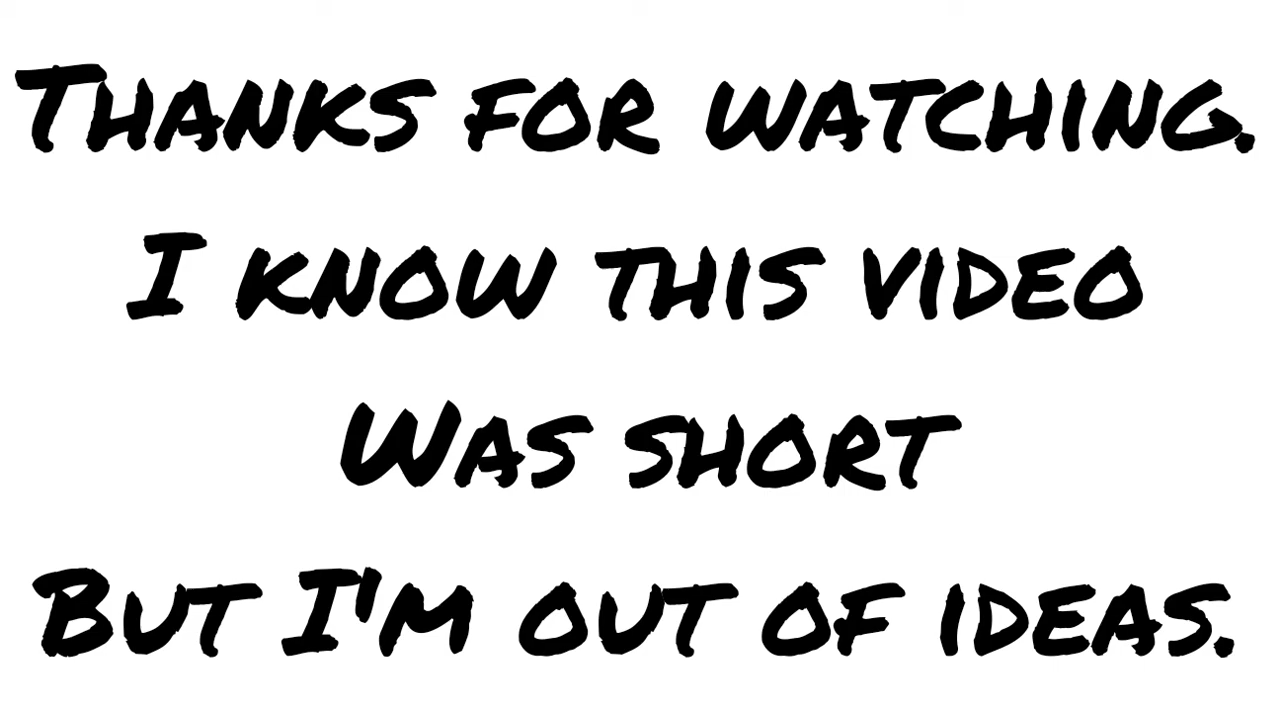 Thanks for watching.
I know this video
Was short
But I'm out of ideas.